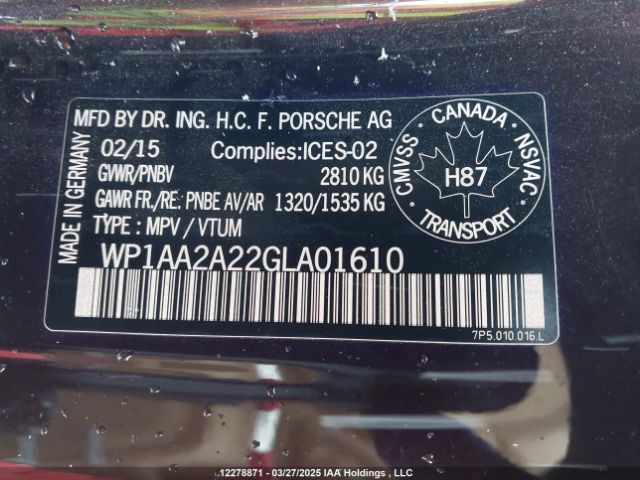 MADE IN GERMANY
MFD BY DR. ING. H.C. F. PORSCHE AG
02/15 Complies:ICES-02
GVWR/PNBV 2810 KG
GAWR FR./RE. PNBE AV/AR 1320/1535 KG
TYPE : MPV / VTUM
WP1AA2A22GLA01610
7P5.010.016 L
CANADA
CMVSS
NSVAC
H87
TRANSPORT
12278871 - 03/27/2025 IAA Holdings , LLC